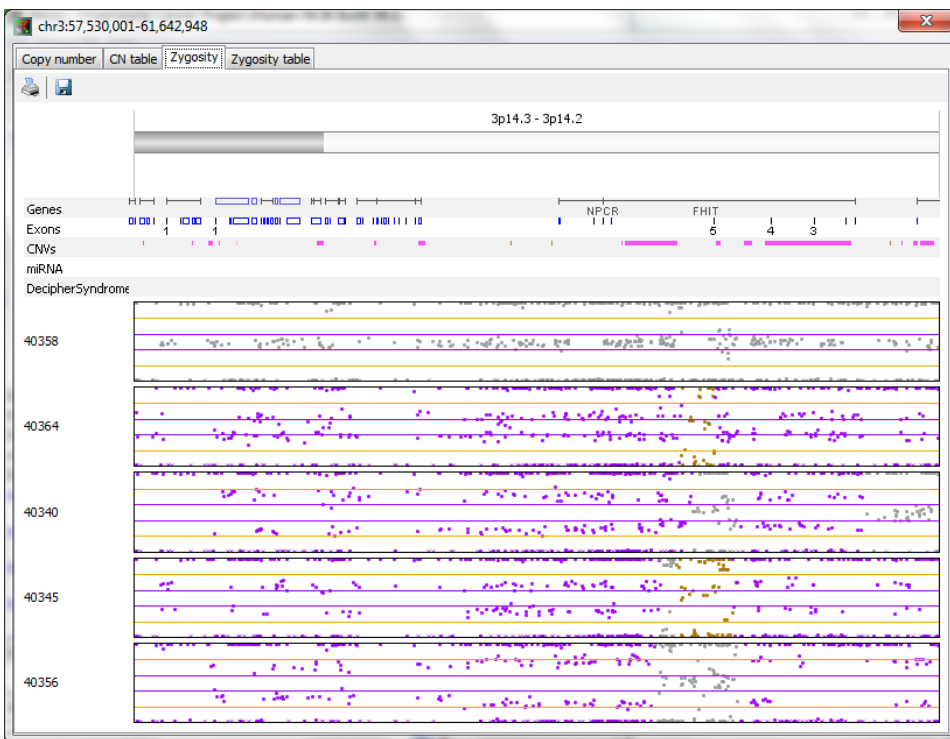 chr3:57,530,001-61,642,948
Copy number CN table Zygosity Zygosity table
3p14.3 - 3p14.2
Genes
NPCR FHIT
Exons
1 1 5 4 3
CNVs
miRNA
DecipherSyndrome
40358
40364
40340
40345
40356